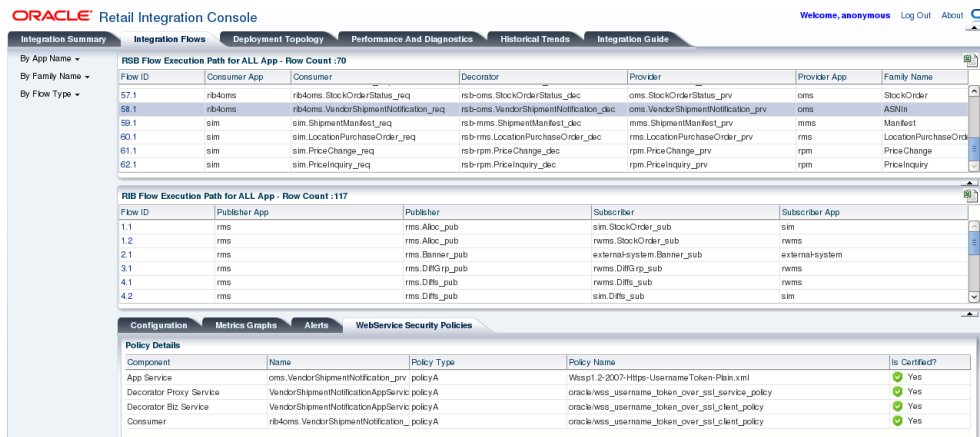 ORACLE Retail Integration Console
Welcome, anonymous Log Out About
Integration Summary Integration Flows Deployment Topology Performance And Diagnostics Historical Trends Integration Guide
By App Name
By Family Name
By Flow Type
RSB Flow Execution Path for ALL App - Row Count :70
Flow ID Consumer App Consumer Decorator Provider Provider App Family Name
57.1 rib4oms rib4oms.StockOrderStatus_req rsb-oms.StockOrderStatus_dec oms.StockOrderStatus_prv oms StockOrder
58.1 rib4oms rib4oms.VendorShipmentNotification_req rsb-oms.VendorShipmentNotification_dec oms.VendorShipmentNotification_prv oms ASNIn
59.1 sim sim.ShipmentManifest_req rsb-mms.ShipmentManifest_dec mms.ShipmentManifest_prv mms Manifest
60.1 sim sim.LocationPurchaseOrder_req rsb-rms.LocationPurchaseOrder_dec rms.LocationPurchaseOrder_prv rms LocationPurchaseOrde
61.1 sim sim.PriceChange_req rsb-rpm.PriceChange_dec rpm.PriceChange_prv rpm PriceChange
62.1 sim sim.PriceInquiry_req rsb-rpm.PriceInquiry_dec rpm.PriceInquiry_prv rpm PriceInquiry
RIB Flow Execution Path for ALL App - Row Count :117
Flow ID Publisher App Publisher Subscriber Subscriber App
1.1 rms rms.Alloc_pub sim.StockOrder_sub sim
1.2 rms rms.Alloc_pub rwms.StockOrder_sub rwms
2.1 rms rms.Banner_pub external-system.Banner_sub external-system
3.1 rms rms.DiffGrp_pub rwms.DiffGrp_sub rwms
4.1 rms rms.Diffs_pub rwms.Diffs_sub rwms
4.2 rms rms.Diffs_pub sim.Diffs_sub sim
Configuration Metrics Graphs Alerts WebService Security Policies
Policy Details
Component Name Policy Type Policy Name Is Certified?
App Service oms.VendorShipmentNotification_prv policyA Wssp1.2-2007-Https-UsernameToken-Plain.xml Yes
Decorator Proxy Service VendorShipmentNotificationAppServic policyA oracle/wss_username_token_over_ssl_service_policy Yes
Decorator Biz Service VendorShipmentNotificationAppServic policyA oracle/wss_username_token_over_ssl_client_policy Yes
Consumer rib4oms.VendorShipmentNotification_ policyA oracle/wss_username_token_over_ssl_client_policy Yes